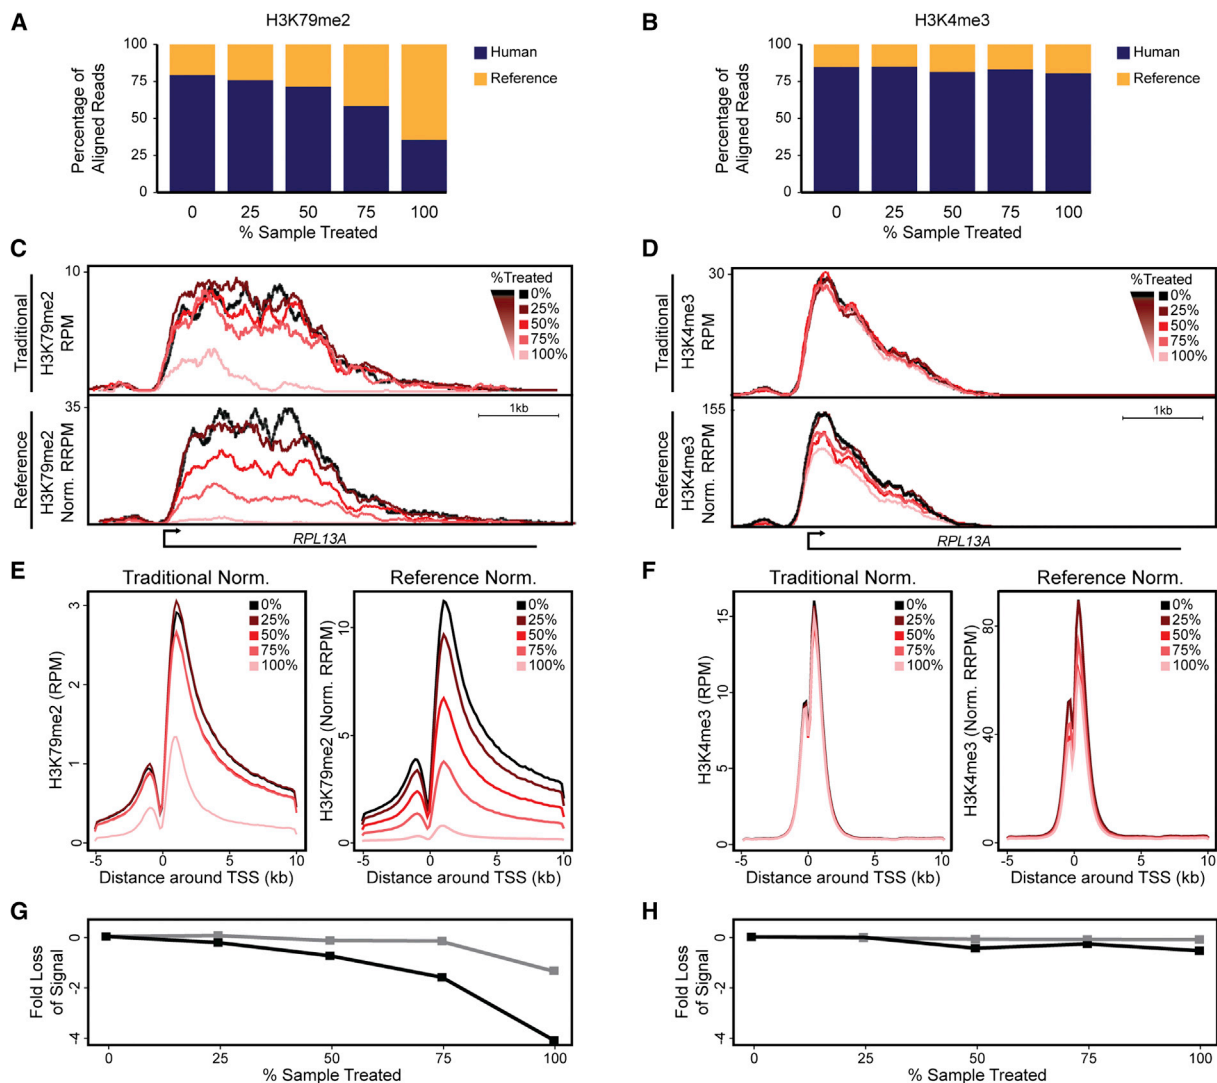 A
H3K79me2
Percentage of
Aligned Reads
100
75
50
25
0
0 25 50 75 100
% Sample Treated
Human
Reference
B
H3K4me3
Percentage of
Aligned Reads
100
75
50
25
0
0 25 50 75 100
% Sample Treated
Human
Reference
C
Traditional
H3K79me2
RPM
10
%Treated
0%
25%
50%
75%
100%
Reference
H3K79me2
Norm. RRPM
35
1kb
RPL13A
D
Traditional
H3K4me3
RPM
30
%Treated
0%
25%
50%
75%
100%
Reference
H3K4me3
Norm. RRPM
155
1kb
RPL13A
E
Traditional Norm.
H3K79me2 (RPM)
3
2
1
0
0%
25%
50%
75%
100%
-5 0 5 10
Distance around TSS (kb)
Reference Norm.
H3K79me2 (Norm. RRPM)
10
5
0
0%
25%
50%
75%
100%
-5 0 5 10
Distance around TSS (kb)
F
Traditional Norm.
H3K4me3 (RPM)
15
10
5
0
0%
25%
50%
75%
100%
-5 0 5 10
Distance around TSS (kb)
Reference Norm.
H3K4me3 (Norm. RRPM)
80
40
0
0%
25%
50%
75%
100%
-5 0 5 10
Distance around TSS (kb)
G
Fold Loss
of Signal
0
-2
-4
0 25 50 75 100
% Sample Treated
H
Fold Loss
of Signal
0
-2
-4
0 25 50 75 100
% Sample Treated